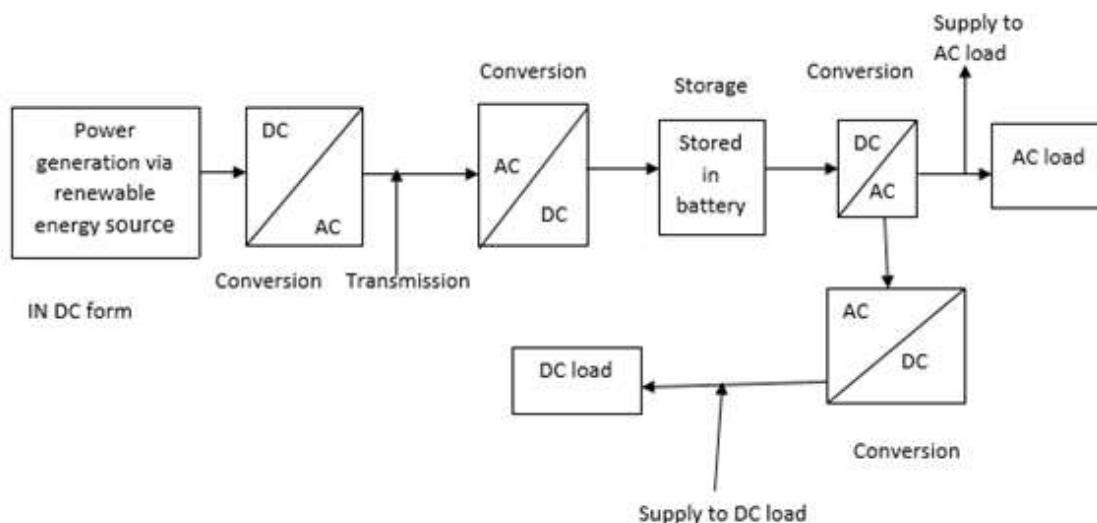 Power
generation via
renewable
energy source
IN DC form
DC
AC
Conversion
Transmission
Conversion
AC
DC
Storage
Stored
in
battery
Conversion
DC
AC
Supply to
AC load
AC load
AC
DC
Conversion
DC load
Supply to DC load